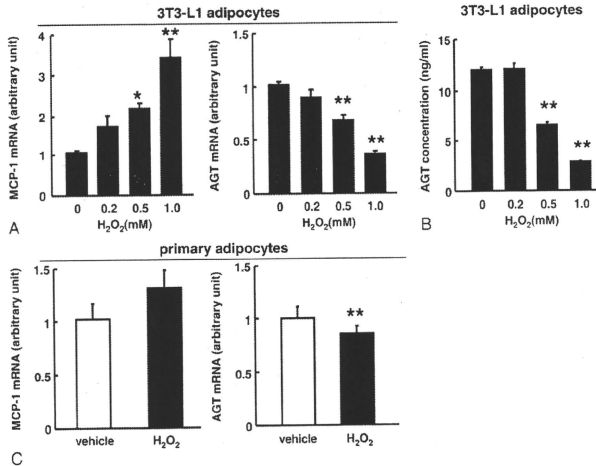 3T3-L1 adipocytes
3T3-L1 adipocytes
MCP-1 mRNA (arbitrary unit)
4
3
2
1
0
*
**
0 0.2 0.5 1.0
H2O2(mM)
A
AGT mRNA (arbitrary unit)
1.5
1
0.5
0
**
**
0 0.2 0.5 1.0
H2O2(mM)
AGT concentration (ng/ml)
15
10
5
0
**
**
0 0.2 0.5 1.0
H2O2(mM)
B
primary adipocytes
MCP-1 mRNA (arbitrary unit)
1.5
1
0.5
0
vehicle H2O2
C
AGT mRNA (arbitrary unit)
1.5
1
0.5
0
**
vehicle H2O2